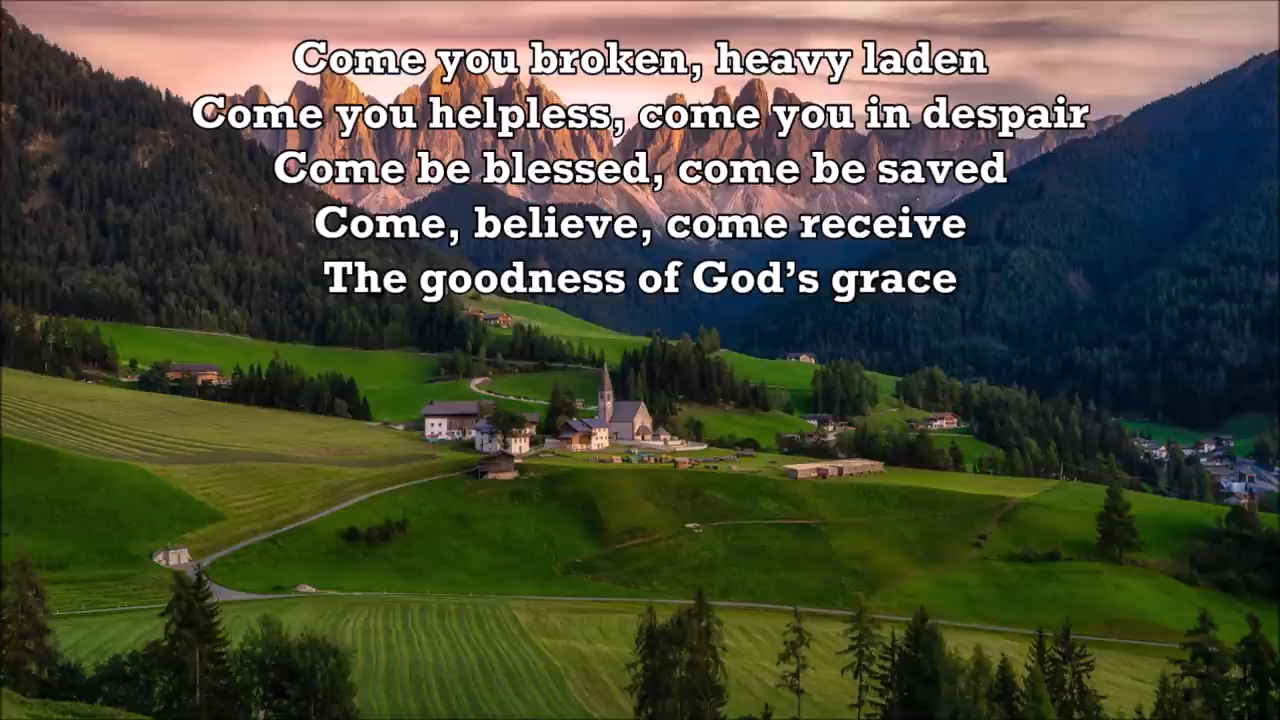 Come you broken, heavy laden
Come you helpless, come you in despair
Come be blessed, come be saved
Come, believe, come receive
The goodness of God’s grace